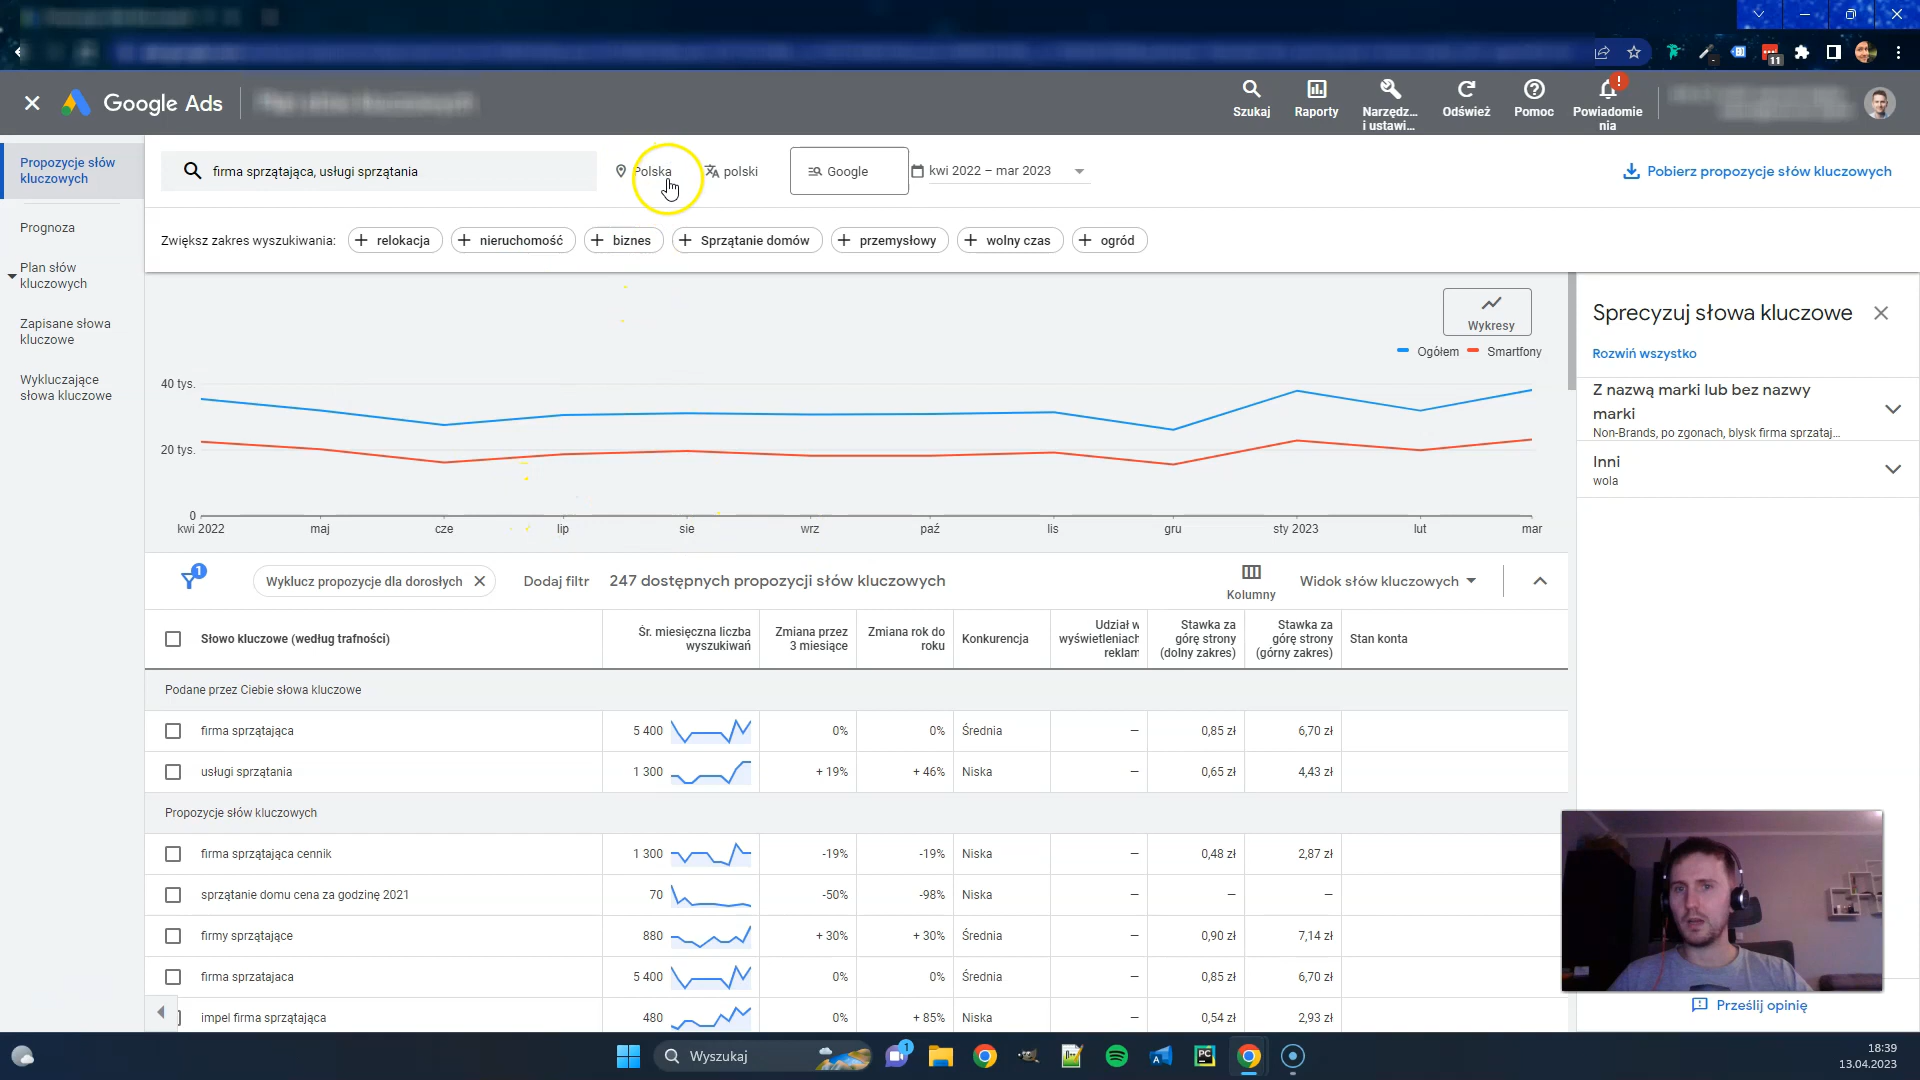 Google Ads
Szukaj
Raporty
Narzędz...
i ustawi...
Odśwież
Pomoc
Powiadome
nia
11
!
Propozycje słów
kluczowych
Prognoza
Plan słów
kluczowych
Zapisane słowa
kluczowe
Wykluczające
słowa kluczowe
firma sprzątająca, usługi sprzątania
Polska
polski
Google
kwi 2022 – mar 2023
Pobierz propozycje słów kluczowych
Zwiększ zakres wyszukiwania:
relokacja
nieruchomość
biznes
Sprzątanie domów
przemysłowy
wolny czas
ogród
Wykresy
Ogółem
Smartfony
40 tys.
20 tys.
0
kwi 2022
maj
cze
lip
sie
wrz
paź
lis
gru
sty 2023
lut
mar
Sprecyzuj słowa kluczowe
Rozwiń wszystko
Z nazwą marki lub bez nazwy
marki
Non-Brands, po zgonach, blysk firma sprzataj...
Inni
wola
1
Wyklucz propozycje dla dorosłych
Dodaj filtr
247 dostępnych propozycji słów kluczowych
Kolumny
Widok słów kluczowych
Słowo kluczowe (według trafności)
Śr. miesięczna liczba
wyszukiwań
Zmiana przez
3 miesiące
Zmiana rok do
roku
Konkurencja
Udział w
wyświetleniach
reklam
Stawka za
górę strony
(dolny zakres)
Stawka za
górę strony
(górny zakres)
Stan konta
Podane przez Ciebie słowa kluczowe
firma sprzątająca 5 400 0% 0% Średnia – 0,85 zł 6,70 zł
usługi sprzątania 1 300 + 19% + 46% Niska – 0,65 zł 4,43 zł
Propozycje słów kluczowych
firma sprzątająca cennik 1 300 -19% -19% Niska – 0,48 zł 2,87 zł
sprzątanie domu cena za godzinę 2021 70 -50% -98% Niska – – –
firmy sprzątające 880 + 30% + 30% Średnia – 0,90 zł 7,14 zł
firma sprzatajaca 5 400 0% 0% Średnia – 0,85 zł 6,70 zł
impel firma sprzątająca 480 0% + 85% Niska – 0,54 zł 2,93 zł
Prześlij opinię
Wyszukaj
1
PC
18:39
13.04.2023